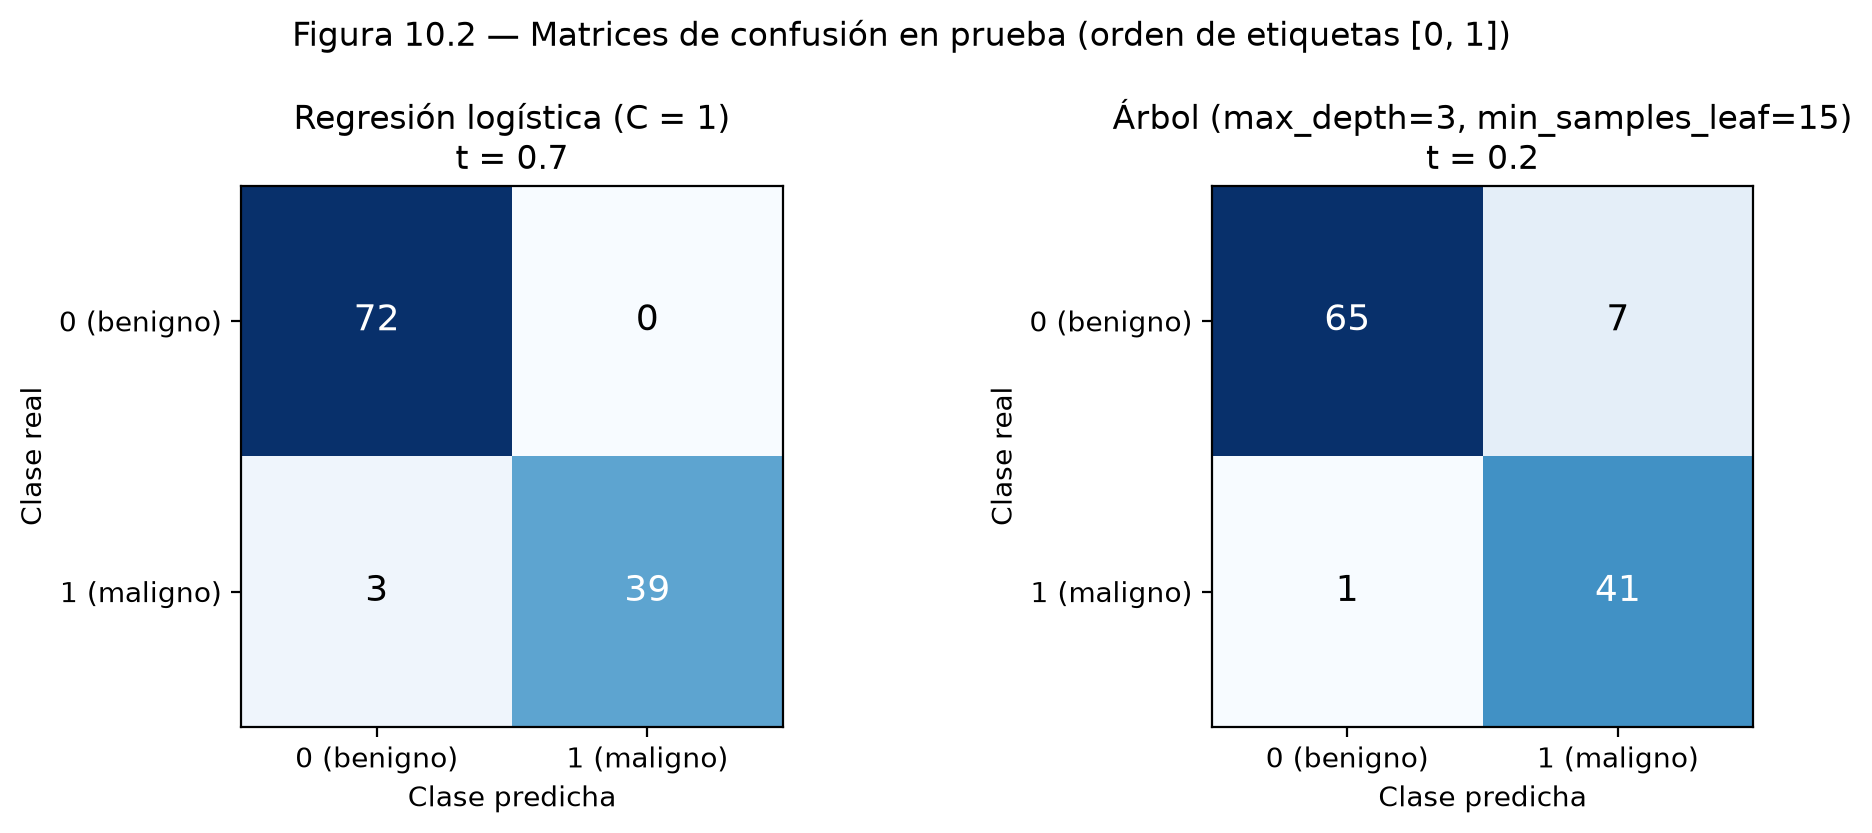 Figura 10.2 — Matrices de confusión en prueba (orden de etiquetas [0, 1])
Regresión logística (C = 1)
t = 0.7
Clase real
0 (benigno)
72
0
1 (maligno)
3
39
0 (benigno)
1 (maligno)
Clase predicha
Árbol (max_depth=3, min_samples_leaf=15)
t = 0.2
Clase real
0 (benigno)
65
7
1 (maligno)
1
41
0 (benigno)
1 (maligno)
Clase predicha